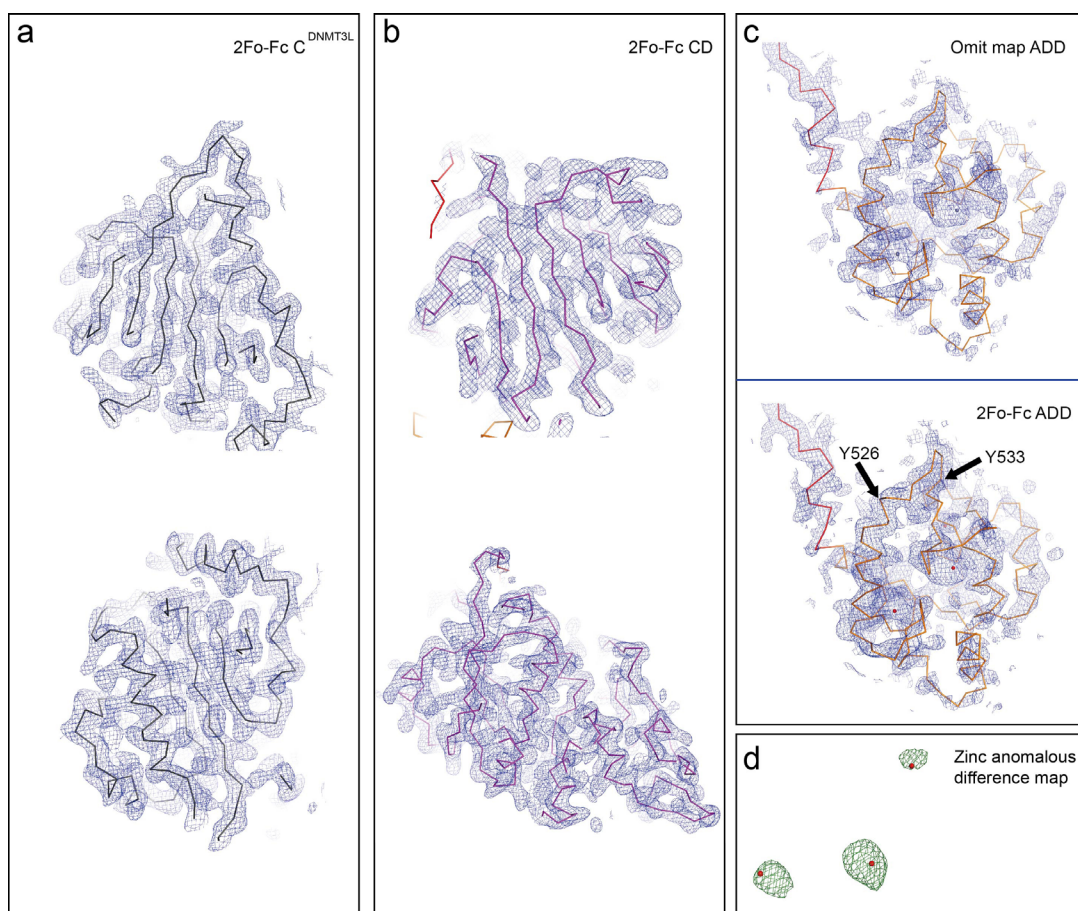 a
2Fo-Fc C DNMT3L
b
2Fo-Fc CD
c
Omit map ADD
2Fo-Fc ADD
Y526
Y533
d
Zinc anomalous
difference map